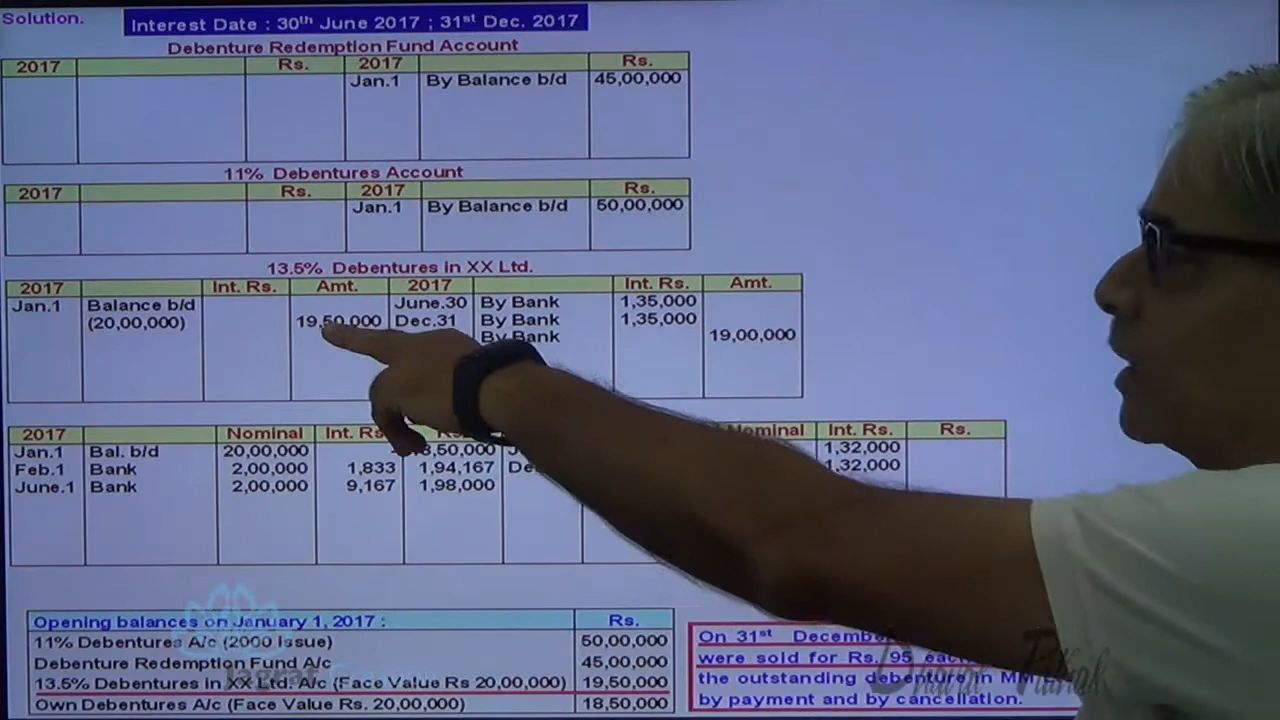 Solution.
Interest Date : 30th June 2017 ; 31st Dec. 2017
Debenture Redemption Fund Account
2017 Rs. 2017 Rs.
Jan.1 By Balance b/d 45,00,000
11% Debentures Account
2017 Rs. 2017 Rs.
Jan.1 By Balance b/d 50,00,000
13.5% Debentures in XX Ltd.
2017 Int. Rs. Amt. 2017 Int. Rs. Amt.
Jan.1 Balance b/d June.30 By Bank 1,35,000
(20,00,000) 19,50,000 Dec.31 By Bank 1,35,000
By Bank 19,00,000
2017 Nominal Int. Rs. Nominal Int. Rs. Rs.
Jan.1 Bal. b/d 20,00,000 1,32,000
Feb.1 Bank 2,00,000 1,833 1,94,167 1,32,000
June.1 Bank 2,00,000 9,167 1,98,000
Opening balances on January 1, 2017 : Rs.
11% Debentures A/c (2000 Issue) 50,00,000
Debenture Redemption Fund A/c 45,00,000
13.5% Debentures in XX Ltd. A/c (Face Value Rs 20,00,000) 19,50,000
Own Debentures A/c (Face Value Rs. 20,00,000) 18,50,000
On 31st
were sold for Rs. 95
the outstanding debenture in
by payment and by cancellation.